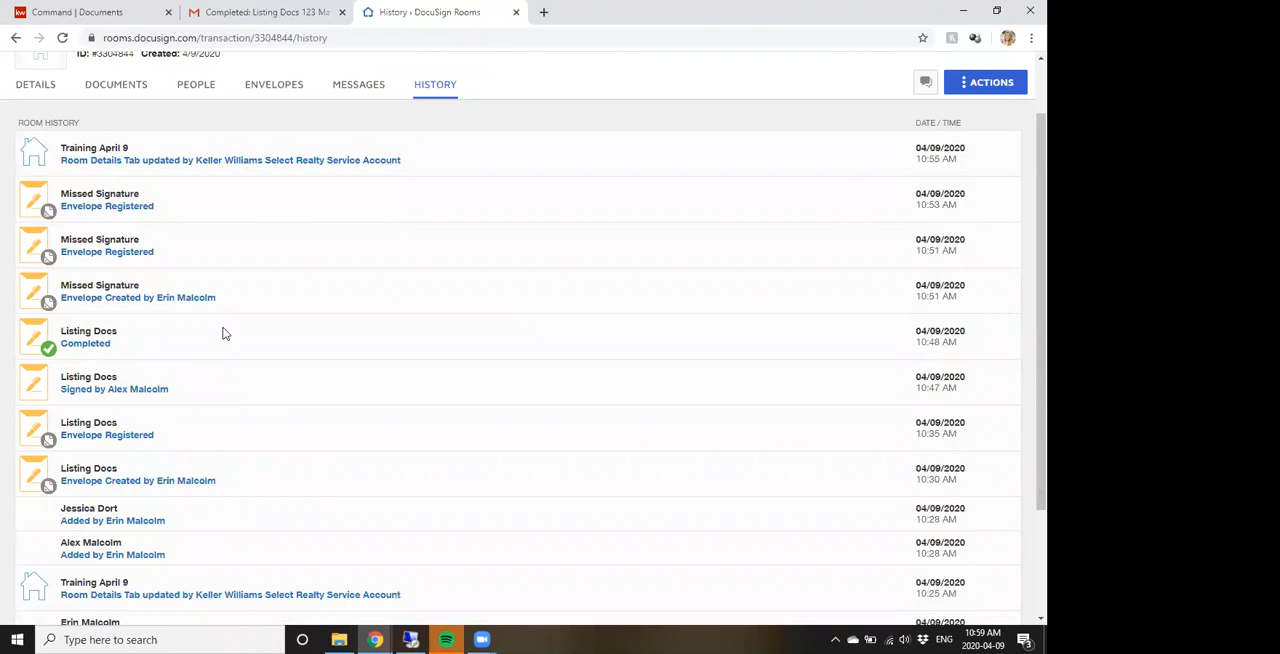 Command | Documents
Completed: Listing Docs 123 Ma
History › DocuSign Rooms
rooms.docusign.com/transaction/3304844/history
ID: #3304844 Created: 4/9/2020
DETAILS
DOCUMENTS
PEOPLE
ENVELOPES
MESSAGES
HISTORY
ACTIONS
ROOM HISTORY
DATE / TIME
Training April 9
Room Details Tab updated by Keller Williams Select Realty Service Account
04/09/2020
10:55 AM
Missed Signature
Envelope Registered
04/09/2020
10:53 AM
Missed Signature
Envelope Registered
04/09/2020
10:51 AM
Missed Signature
Envelope Created by Erin Malcolm
04/09/2020
10:51 AM
Listing Docs
Completed
04/09/2020
10:48 AM
Listing Docs
Signed by Alex Malcolm
04/09/2020
10:47 AM
Listing Docs
Envelope Registered
04/09/2020
10:35 AM
Listing Docs
Envelope Created by Erin Malcolm
04/09/2020
10:30 AM
Jessica Dort
Added by Erin Malcolm
04/09/2020
10:28 AM
Alex Malcolm
Added by Erin Malcolm
04/09/2020
10:28 AM
Training April 9
Room Details Tab updated by Keller Williams Select Realty Service Account
04/09/2020
10:25 AM
Erin Malcolm
04/09/2020
Type here to search
ENG
10:59 AM
2020-04-09
3
kw